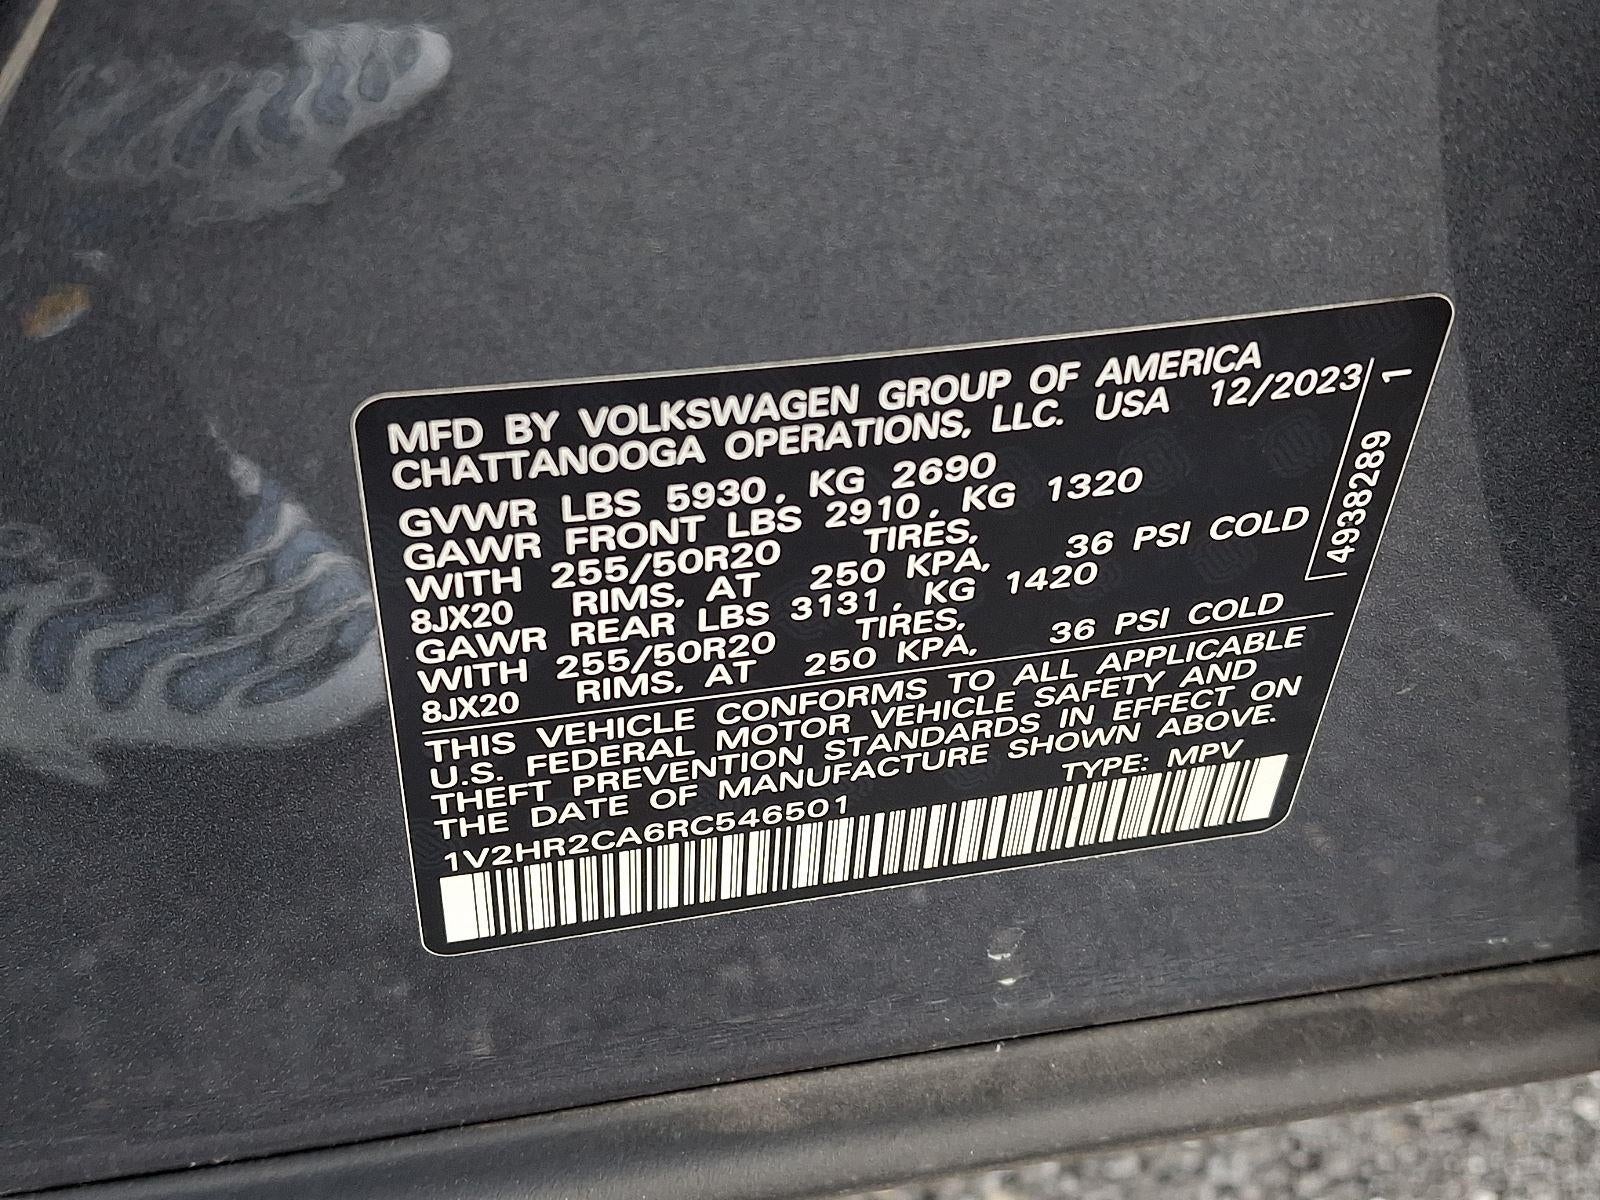 MFD BY VOLKSWAGEN GROUP OF AMERICA
CHATTANOOGA OPERATIONS, LLC. USA 12/2023
GVWR LBS 5930, KG 2690
GAWR FRONT LBS 2910, KG 1320
WITH 255/50R20 TIRES,
8JX20 RIMS, AT 250 KPA, 36 PSI COLD
GAWR REAR LBS 3131, KG 1420
WITH 255/50R20 TIRES,
8JX20 RIMS, AT 250 KPA, 36 PSI COLD
THIS VEHICLE CONFORMS TO ALL APPLICABLE
U.S. FEDERAL MOTOR VEHICLE SAFETY AND
THEFT PREVENTION STANDARDS IN EFFECT ON
THE DATE OF MANUFACTURE SHOWN ABOVE.
1V2HR2CA6RC546501 TYPE: MPV
4938289 1